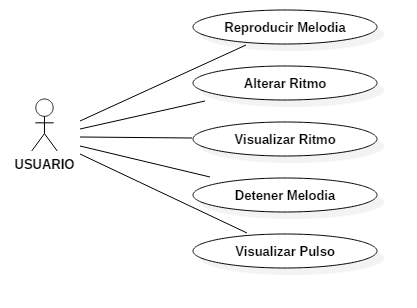 Reproducir Melodia
Alterar Ritmo
Visualizar Ritmo
USUARIO
Detener Melodia
Visualizar Pulso